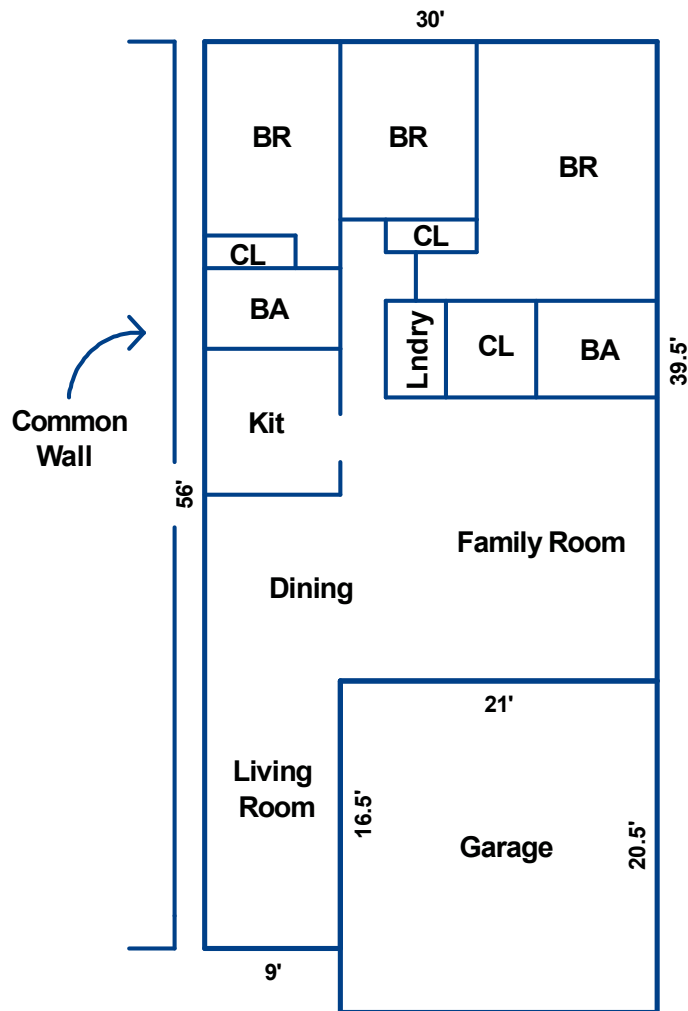 30'
BR
BR
BR
CL
CL
BA
Lndry
CL
BA
39.5'
Common
Wall
Kit
56'
Family Room
Dining
21'
Living
Room
16.5'
Garage
20.5'
9'